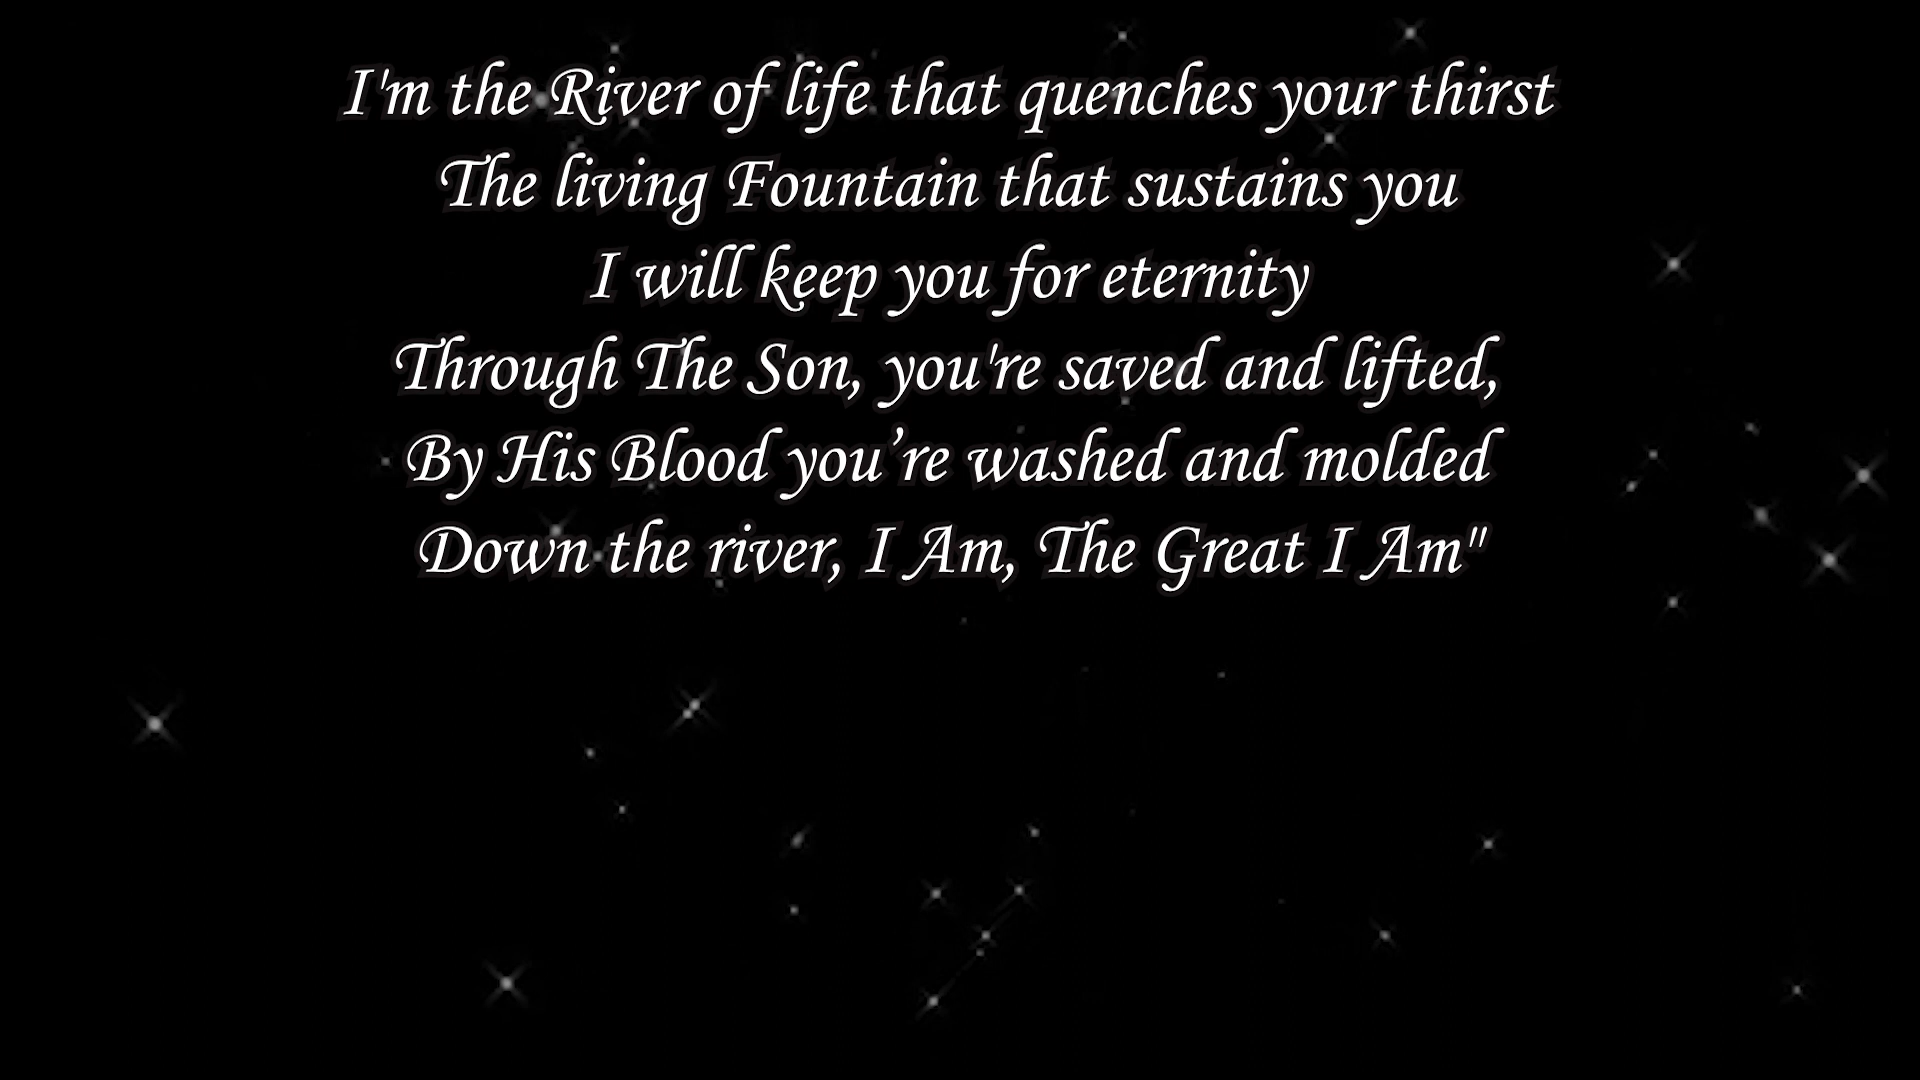 I'm the River of life that quenches your thirst
The living Fountain that sustains you
I will keep you for eternity
Through The Son, you're saved and lifted,
By His Blood you’re washed and molded
Down the river, I Am, The Great I Am"